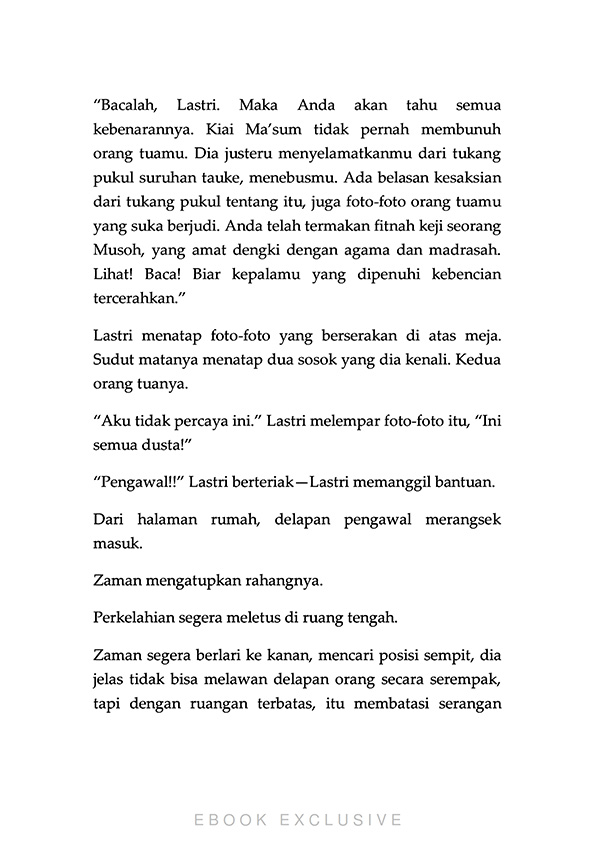 “Bacalah, Lastri. Maka Anda akan tahu semua
kebenarannya. Kiai Ma’sum tidak pernah membunuh
orang tuamu. Dia justeru menyelamatkanmu dari tukang
pukul suruhan tauke, menebusmu. Ada belasan kesaksian
dari tukang pukul tentang itu, juga foto-foto orang tuamu
yang suka berjudi. Anda telah termakan fitnah keji seorang
Musoh, yang amat dengki dengan agama dan madrasah.
Lihat! Baca! Biar kepalamu yang dipenuhi kebencian
tercerahkan.”
Lastri menatap foto-foto yang berserakan di atas meja.
Sudut matanya menatap dua sosok yang dia kenali. Kedua
orang tuanya.
“Aku tidak percaya ini.” Lastri melempar foto-foto itu, “Ini
semua dusta!”
“Pengawal!!” Lastri berteriak—Lastri memanggil bantuan.
Dari halaman rumah, delapan pengawal merangsek
masuk.
Zaman mengatupkan rahangnya.
Perkelahian segera meletus di ruang tengah.
Zaman segera berlari ke kanan, mencari posisi sempit, dia
jelas tidak bisa melawan delapan orang secara serempak,
tapi dengan ruangan terbatas, itu membatasi serangan
EBOOK EXCLUSIVE